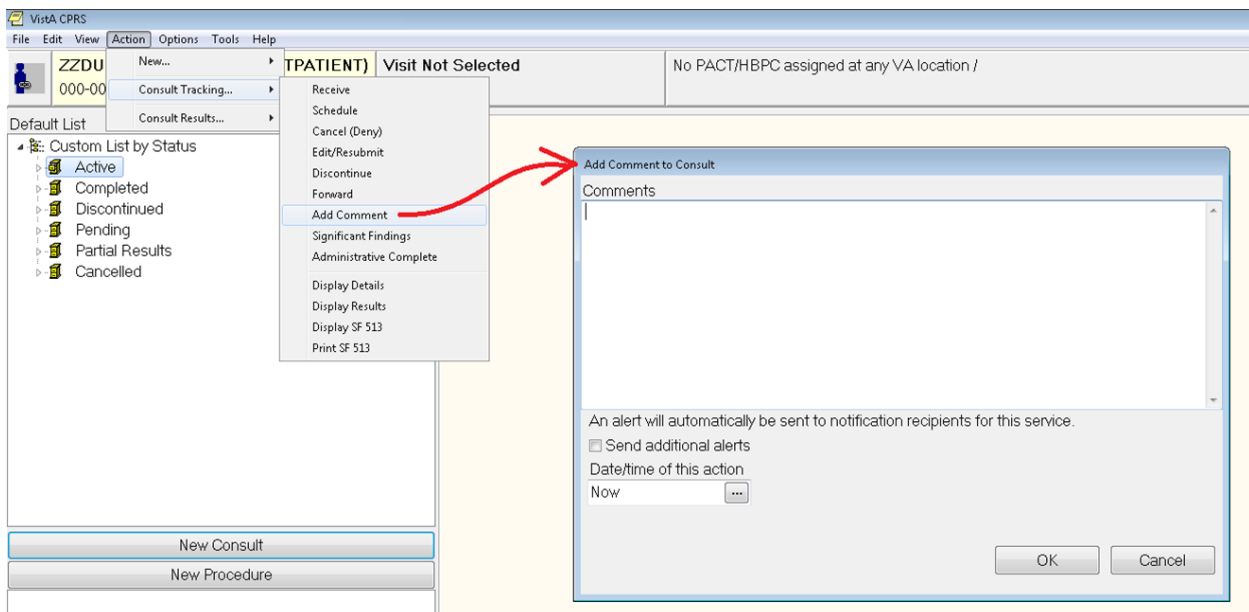 VistA CPRS
File Edit View Action Options Tools Help
ZZDU
000-00
New...
Consult Tracking...
Consult Results...
TPATIENT)
Visit Not Selected
No PACT/HBPC assigned at any VA location /
Receive
Schedule
Cancel (Deny)
Edit/Resubmit
Discontinue
Forward
Add Comment
Significant Findings
Administrative Complete
Display Details
Display Results
Display SF 513
Print SF 513
Default List
Custom List by Status
Active
Completed
Discontinued
Pending
Partial Results
Cancelled
New Consult
New Procedure
Add Comment to Consult
Comments
An alert will automatically be sent to notification recipients for this service.
Send additional alerts
Date/time of this action
Now
...
OK Cancel